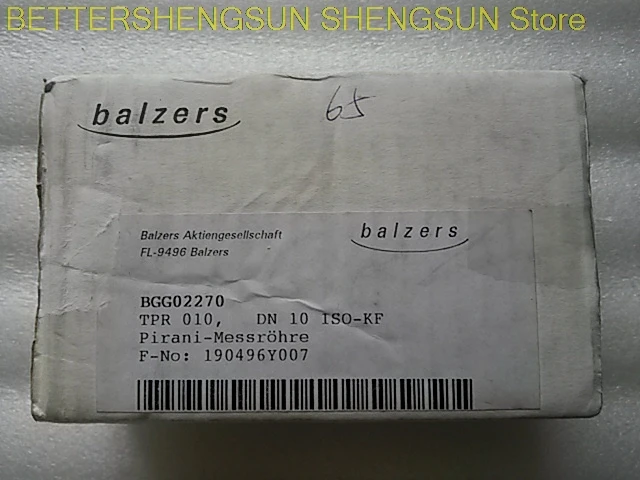 BETTERSHENGSUN SHENGSUN Store
balzers
65
Balzers Aktiengesellschaft
FL-9496 Balzers
balzers
BGG02270
TPR 010, DN 10 ISO-KF
Pirani-Messröhre
F-No: 190496Y007